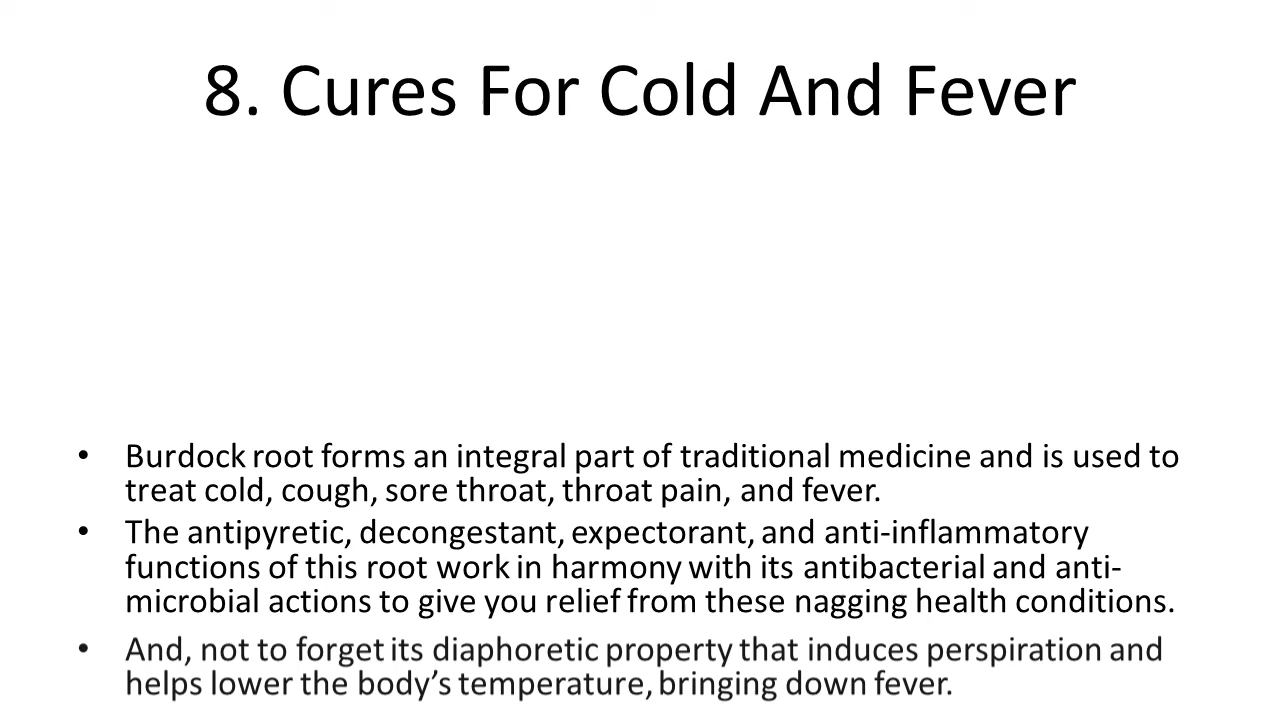 8. Cures For Cold And Fever
• Burdock root forms an integral part of traditional medicine and is used to
treat cold, cough, sore throat, throat pain, and fever.
• The antipyretic, decongestant, expectorant, and anti-inflammatory
functions of this root work in harmony with its antibacterial and anti-
microbial actions to give you relief from these nagging health conditions.
• And, not to forget its diaphoretic property that induces perspiration and
helps lower the body’s temperature, bringing down fever.